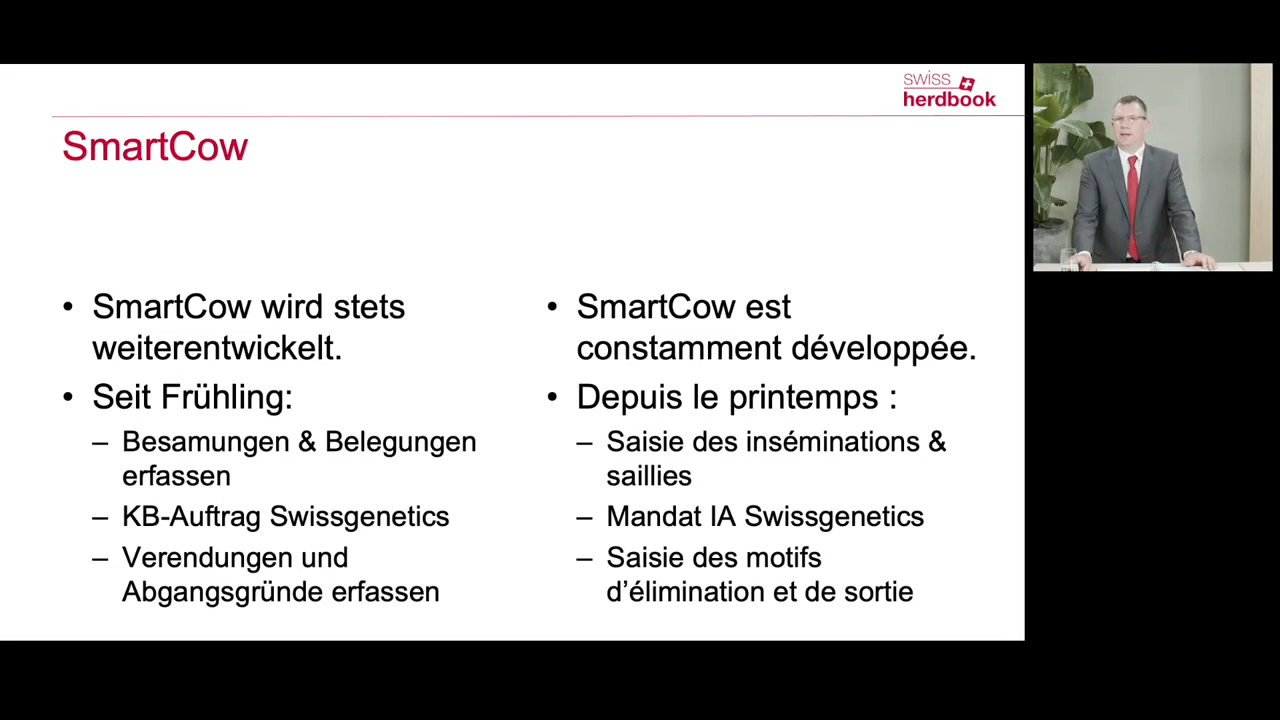 swiss
herdbook
SmartCow
• SmartCow wird stets
weiterentwickelt.
• Seit Frühling:
– Besamungen & Belegungen
erfassen
– KB-Auftrag Swissgenetics
– Verendungen und
Abgangsgründe erfassen
• SmartCow est
constamment développée.
• Depuis le printemps :
– Saisie des inséminations &
saillies
– Mandat IA Swissgenetics
– Saisie des motifs
d’élimination et de sortie